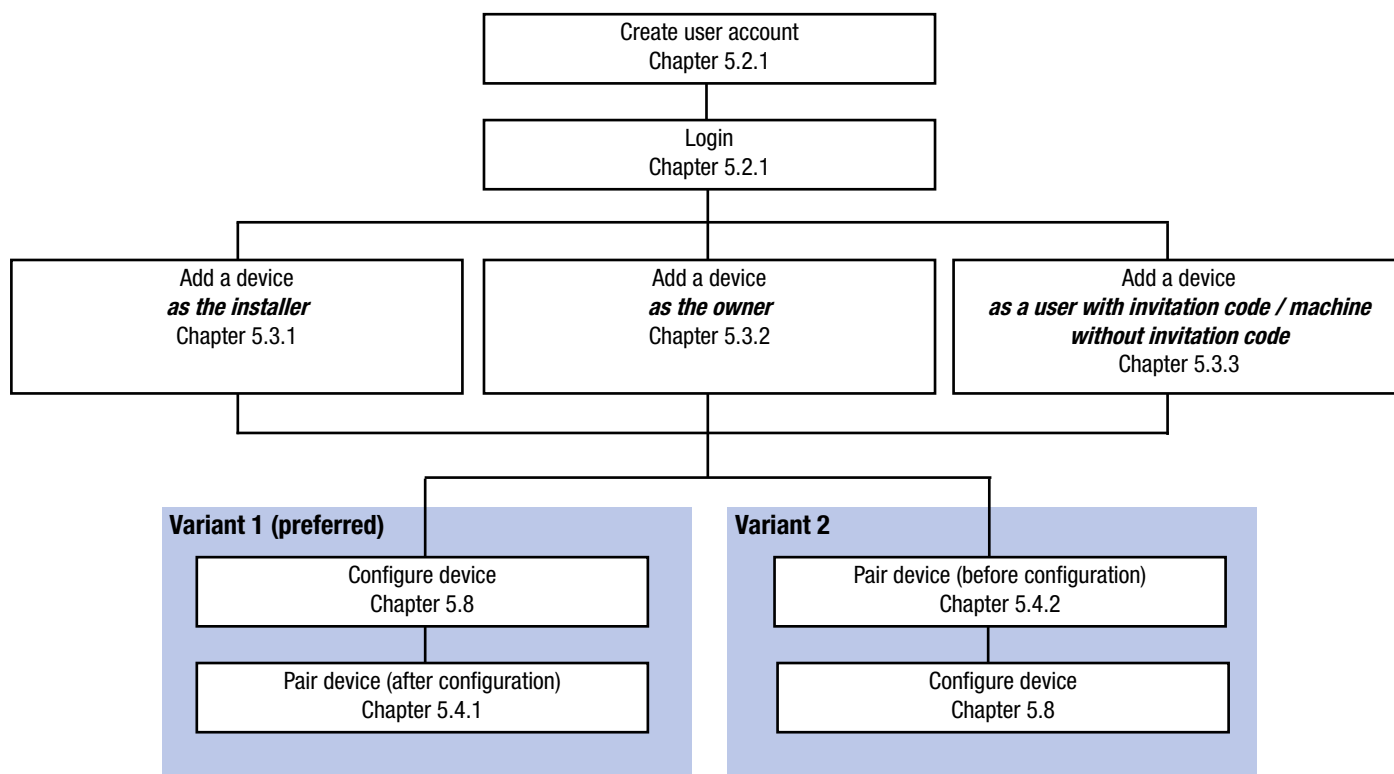 Create user account
Chapter 5.2.1
Login
Chapter 5.2.1
Add a device
as the installer
Chapter 5.3.1
Add a device
as the owner
Chapter 5.3.2
Add a device
as a user with invitation code / machine
without invitation code
Chapter 5.3.3
Variant 1 (preferred)
Configure device
Chapter 5.8
Pair device (after configuration)
Chapter 5.4.1
Variant 2
Pair device (before configuration)
Chapter 5.4.2
Configure device
Chapter 5.8